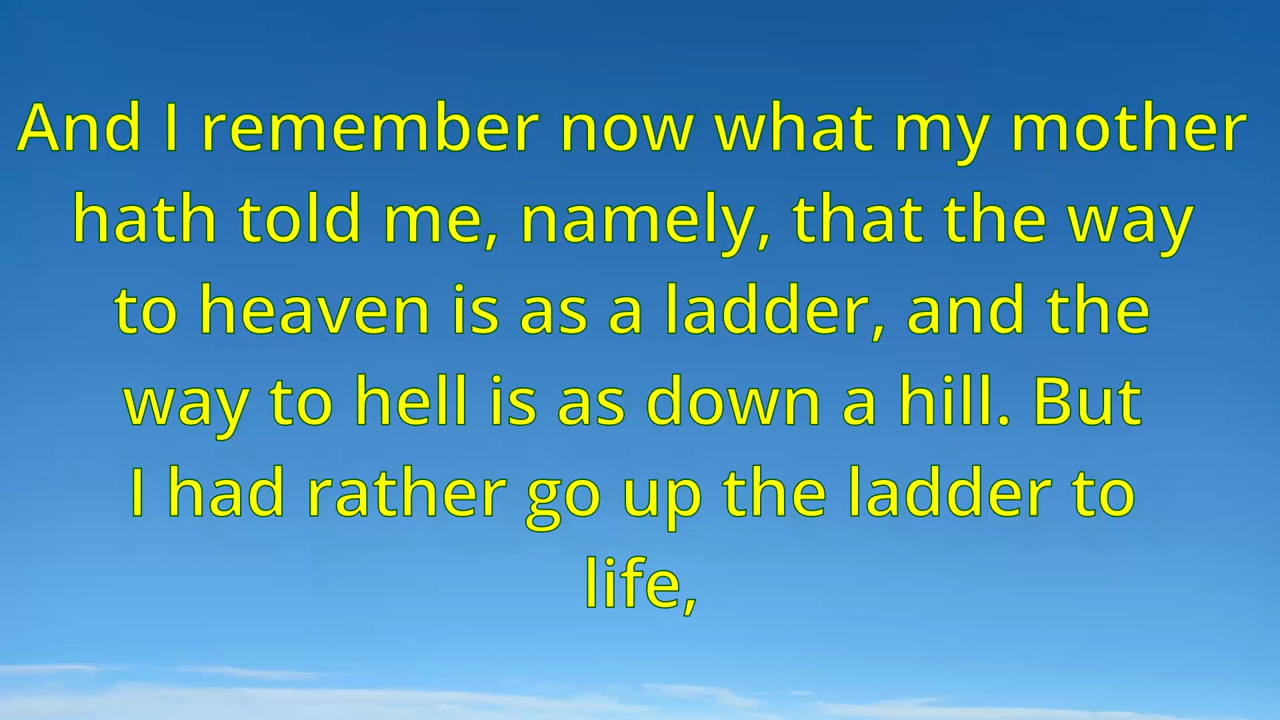 And I remember now what my mother
hath told me, namely, that the way
to heaven is as a ladder, and the
way to hell is as down a hill. But
I had rather go up the ladder to
life,